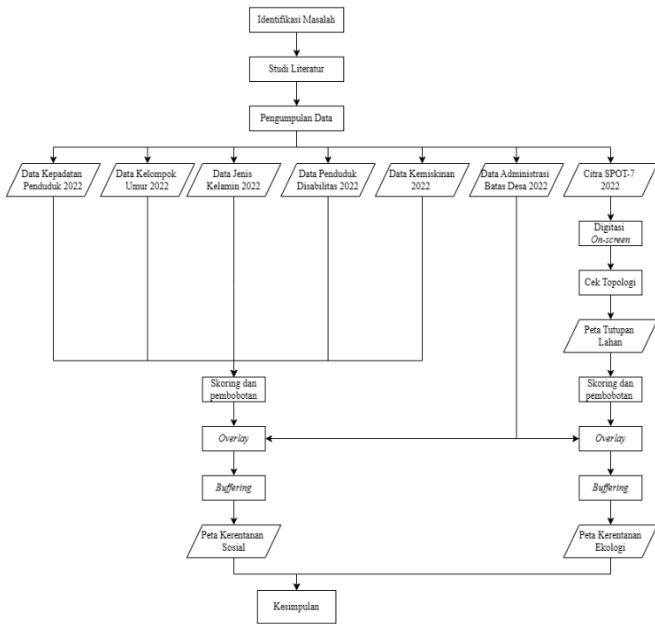 Identifikasi Masalah
Studi Literatur
Pengumpulan Data
Data Kepadatan
Penduduk 2022
Data Kelompok
Umur 2022
Data Jenis
Kelamin 2022
Data Penduduk
Disabilitas 2022
Data Kemiskinan
2022
Data Administrasi
Batas Desa 2022
Citra SPOT-7
2022
Digitasi
On-screen
Cek Topologi
Peta Tutupan
Lahan
Skoring dan
pembobotan
Skoring dan
pembobotan
Overlay
Overlay
Buffering
Buffering
Peta Kerentanan
Sosial
Peta Kerentanan
Ekologi
Kesimpulan